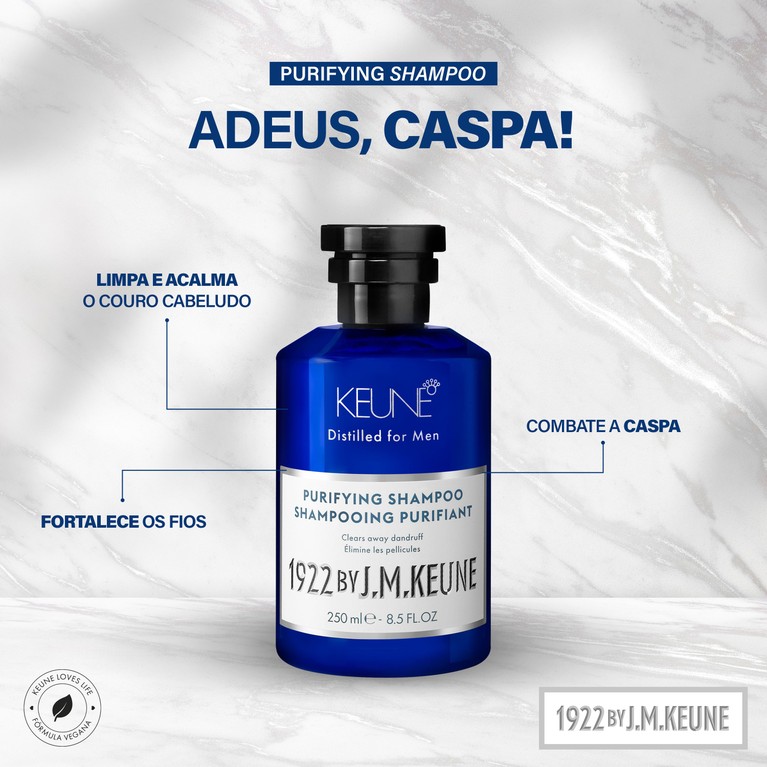 PURIFYING SHAMPOO
ADEUS, CASPA!
LIMPA E ACALMA
O COURO CABELUDO
COMBATE A CASPA
FORTALECE OS FIOS
KEUNE
Distilled for Men
PURIFYING SHAMPOO
SHAMPOOING PURIFIANT
Clears away dandruff
Élimine les pellicules
1922 BY J.M.KEUNE
250 ml ℮ - 8.5 FL.OZ
KEUNE LOVES LIFE
FÓRMULA VEGANA
1922 BY J.M.KEUNE